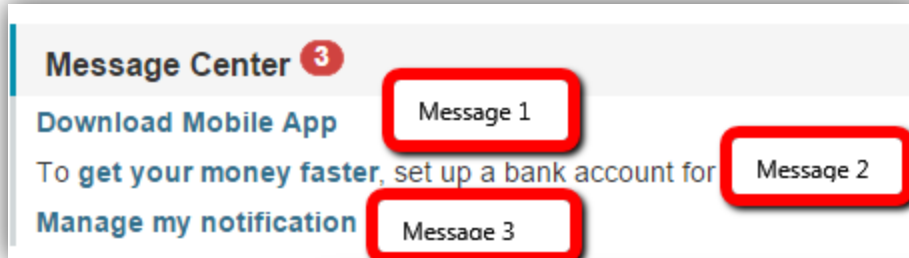 Message Center 3
Download Mobile App Message 1
To get your money faster, set up a bank account for Message 2
Manage my notification Message 3